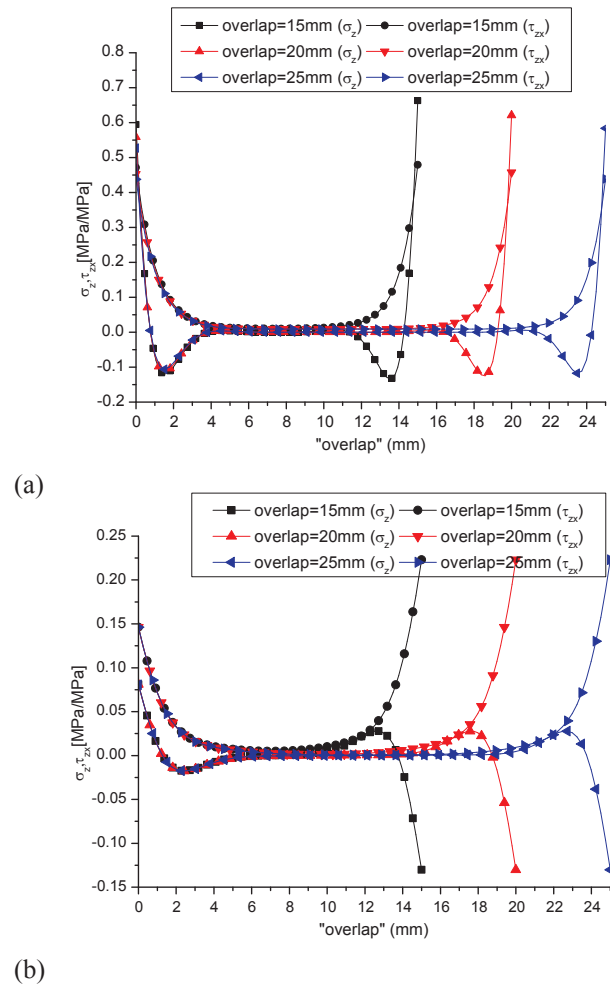 overlap=15mm (σz) overlap=15mm (τzx)
overlap=20mm (σz) overlap=20mm (τzx)
overlap=25mm (σz) overlap=25mm (τzx)
0.8
0.7
0.6
0.5
0.4
0.3
0.2
0.1
0.0
-0.1
-0.2
σz,τzx[MPa/MPa]
0 2 4 6 8 10 12 14 16 18 20 22 24
"overlap" (mm)
(a)
overlap=15mm (σz) overlap=15mm (τzx)
overlap=20mm (σz) overlap=20mm (τzx)
overlap=25mm (σz) overlap=25mm (τzx)
0.25
0.20
0.15
0.10
0.05
0.00
-0.05
-0.10
-0.15
σz,τzx[MPa/MPa]
0 2 4 6 8 10 12 14 16 18 20 22 24
"overlap" (mm)
(b)